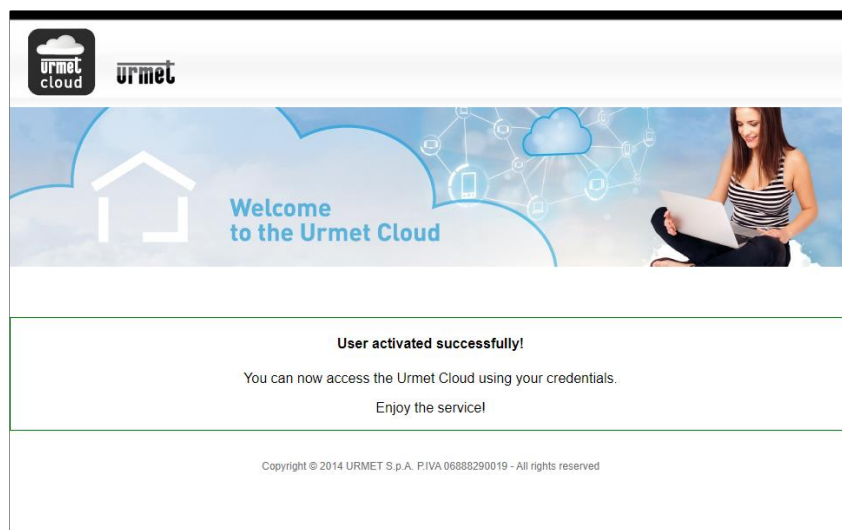 urmet
cloud
urmet
Welcome
to the Urmet Cloud
User activated successfully!
You can now access the Urmet Cloud using your credentials.
Enjoy the service!
Copyright © 2014 URMET S.p.A. P.IVA 06888290019 - All rights reserved